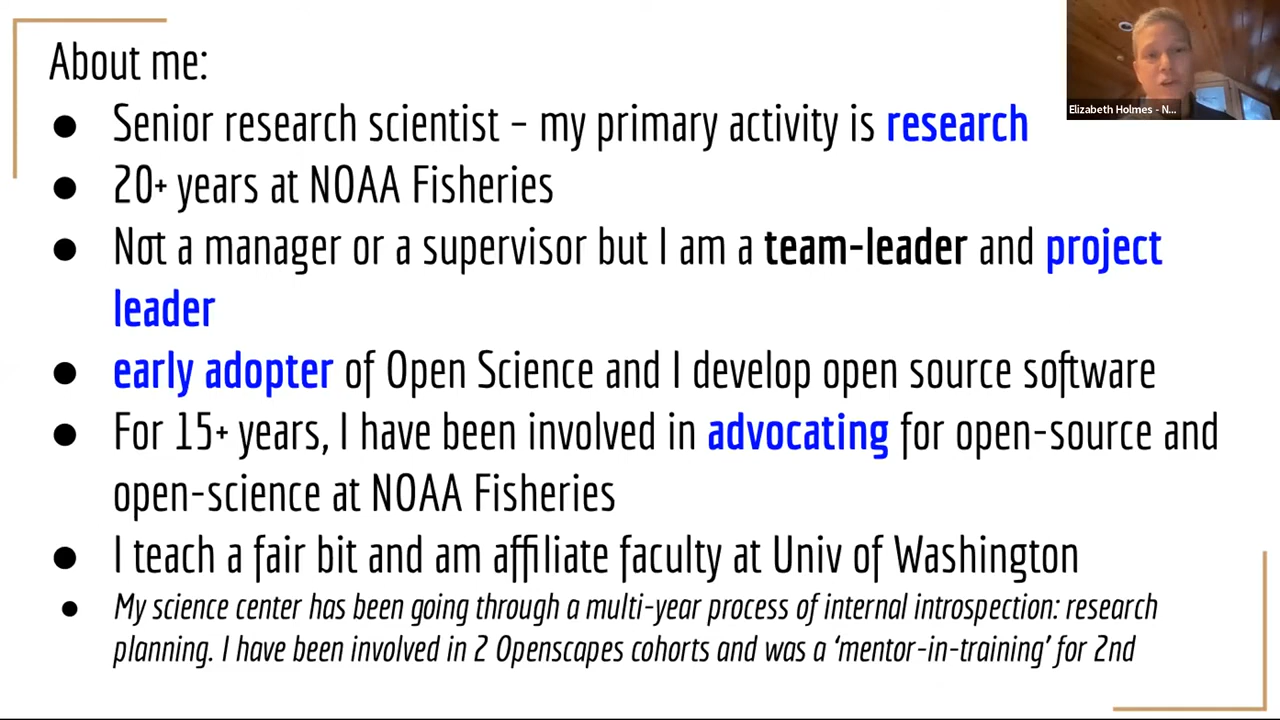 About me:
● Senior research scientist – my primary activity is research
● 20+ years at NOAA Fisheries
● Not a manager or a supervisor but I am a team-leader and project
leader
● early adopter of Open Science and I develop open source software
● For 15+ years, I have been involved in advocating for open-source and
open-science at NOAA Fisheries
● I teach a fair bit and am affiliate faculty at Univ of Washington
● My science center has been going through a multi-year process of internal introspection: research
planning. I have been involved in 2 Openscapes cohorts and was a ‘mentor-in-training’ for 2nd
Elizabeth Holmes - N...